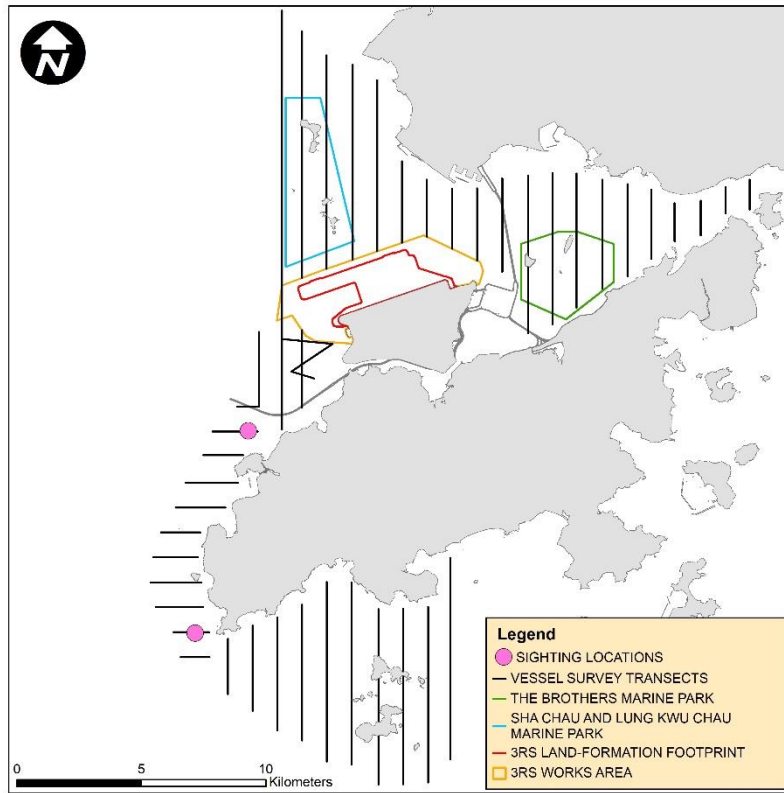 N
Legend
SIGHTING LOCATIONS
VESSEL SURVEY TRANSECTS
THE BROTHERS MARINE PARK
SHA CHAU AND LUNG KWU CHAU
MARINE PARK
3RS LAND-FORMATION FOOTPRINT
3RS WORKS AREA
0 5 10
Kilometers